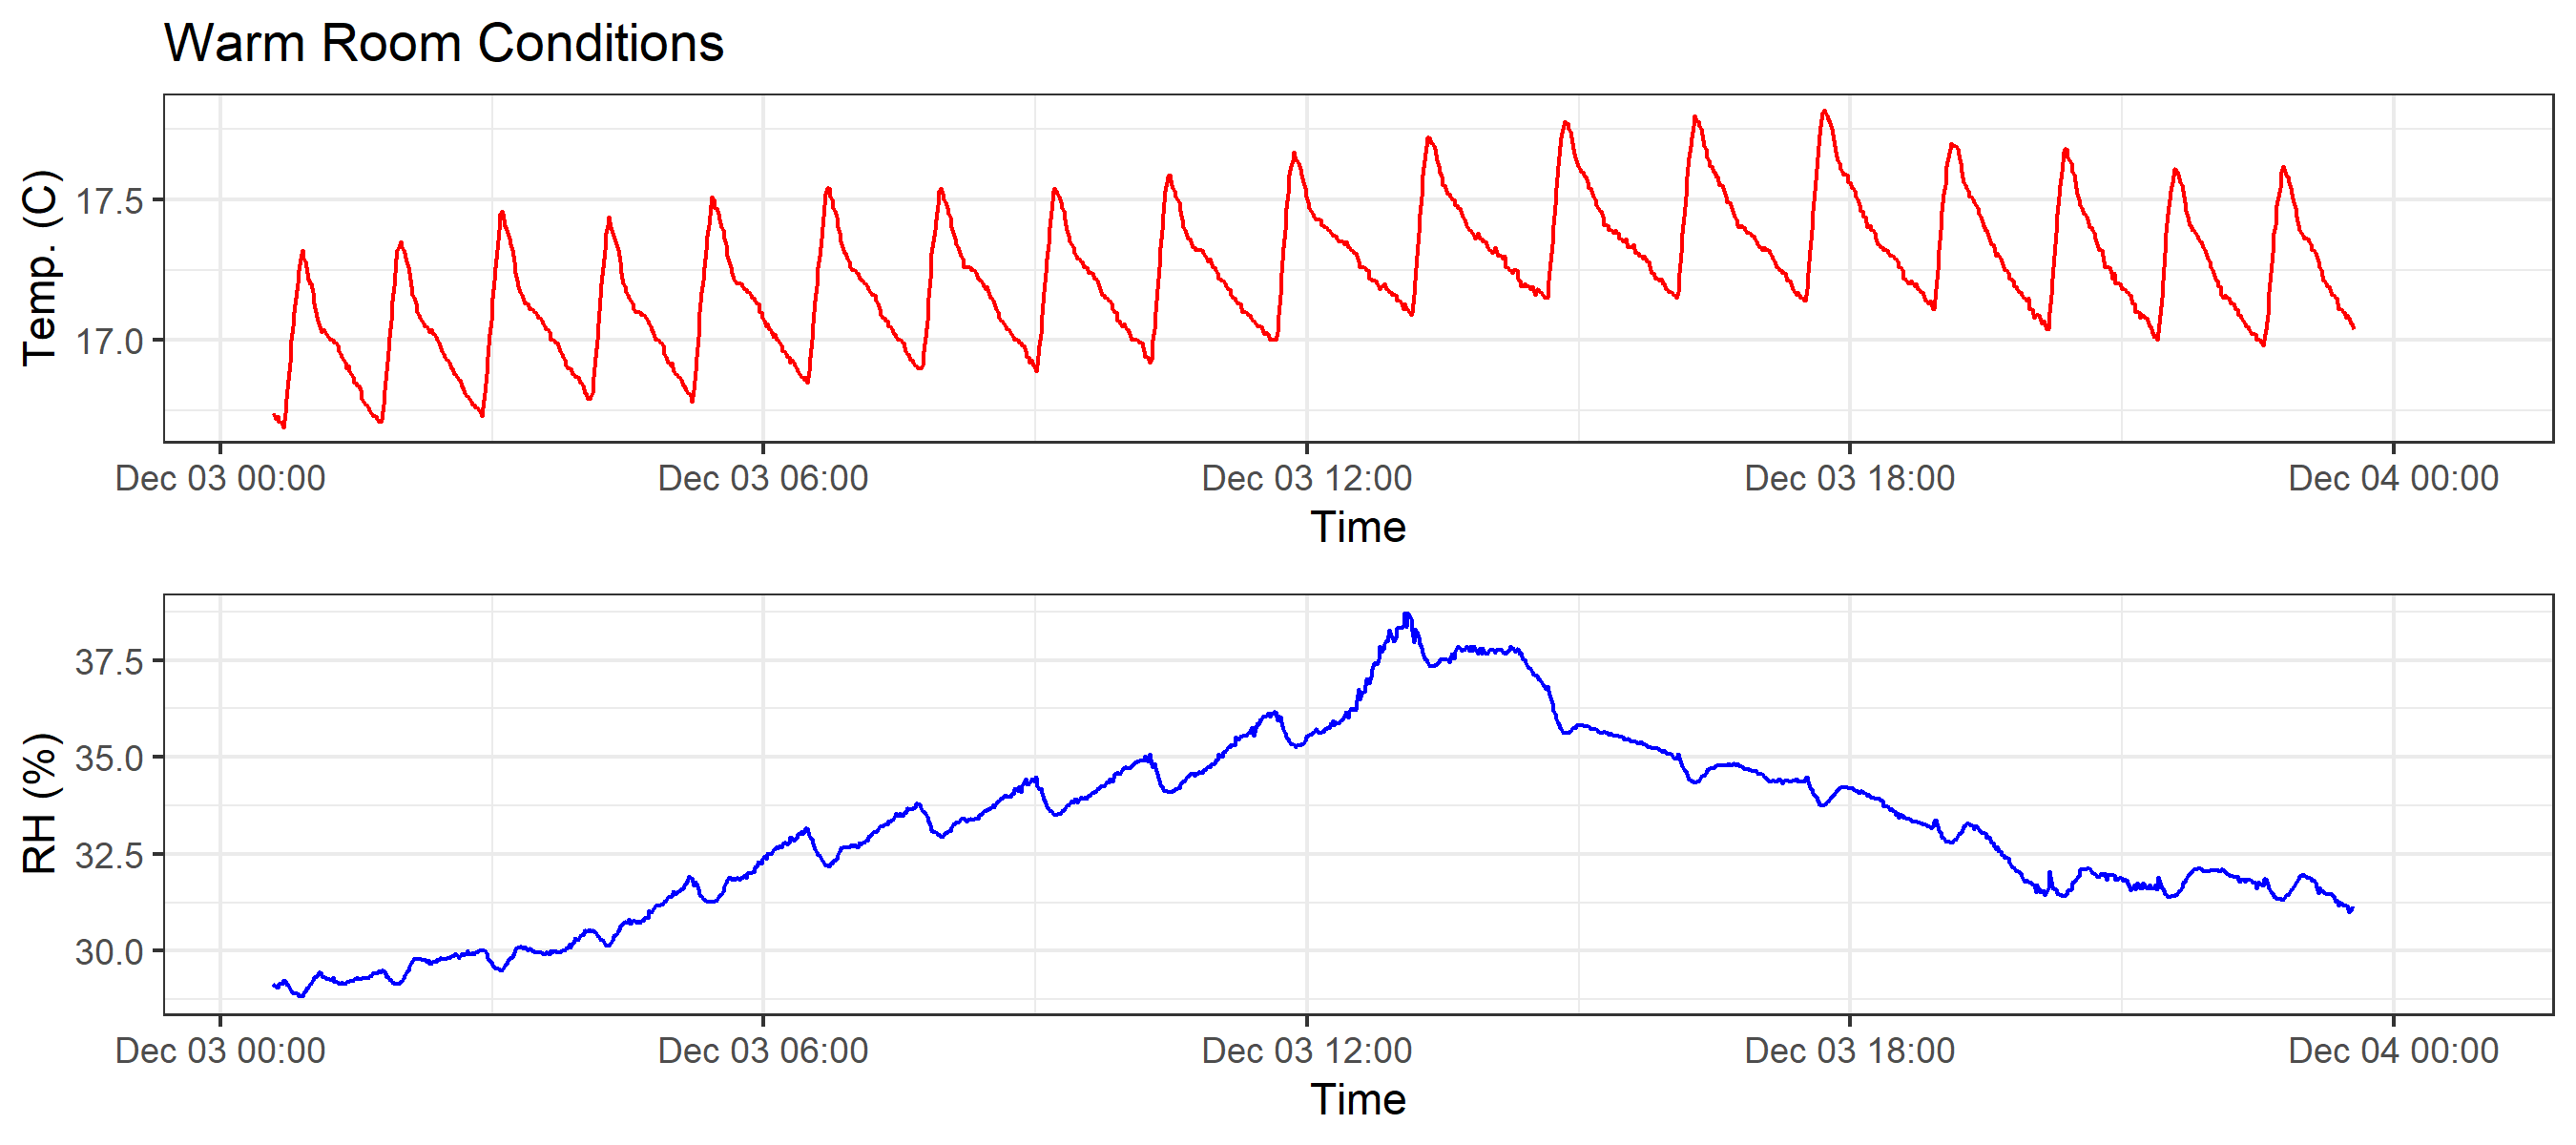 Warm Room Conditions
Temp. (C)
17.5
17.0
Dec 03 00:00 Dec 03 06:00 Dec 03 12:00 Dec 03 18:00 Dec 04 00:00
Time
RH (%)
37.5
35.0
32.5
30.0
Dec 03 00:00 Dec 03 06:00 Dec 03 12:00 Dec 03 18:00 Dec 04 00:00
Time